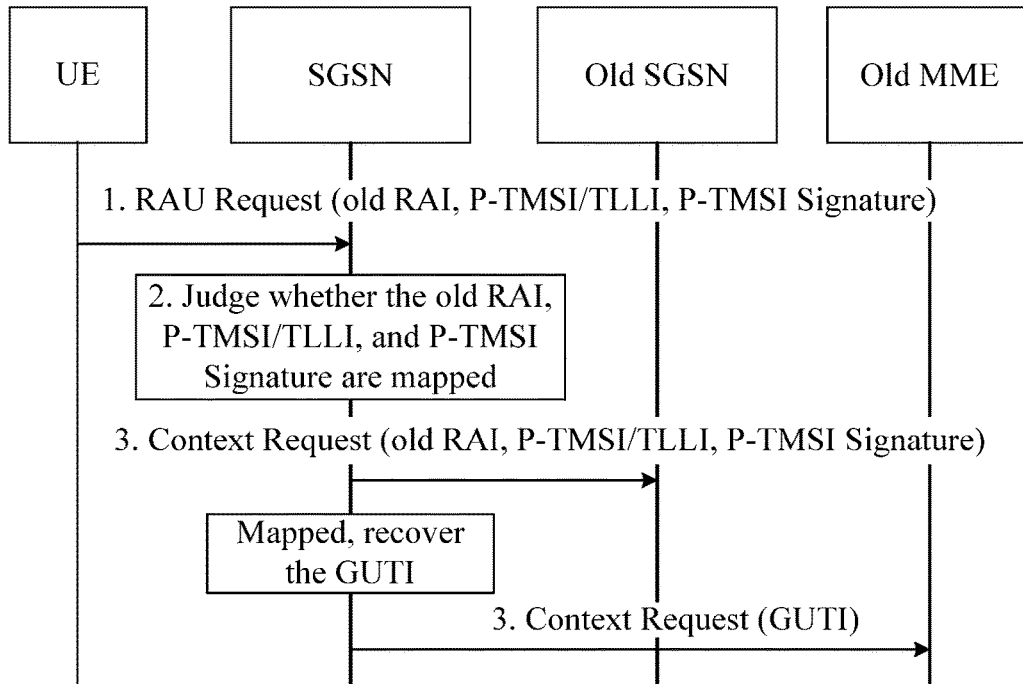 UE
SGSN
Old SGSN
Old MME
1. RAU Request (old RAI, P-TMSI/TLLI, P-TMSI Signature)
2. Judge whether the old RAI,
P-TMSI/TLLI, and P-TMSI
Signature are mapped
3. Context Request (old RAI, P-TMSI/TLLI, P-TMSI Signature)
Mapped, recover
the GUTI
3. Context Request (GUTI)